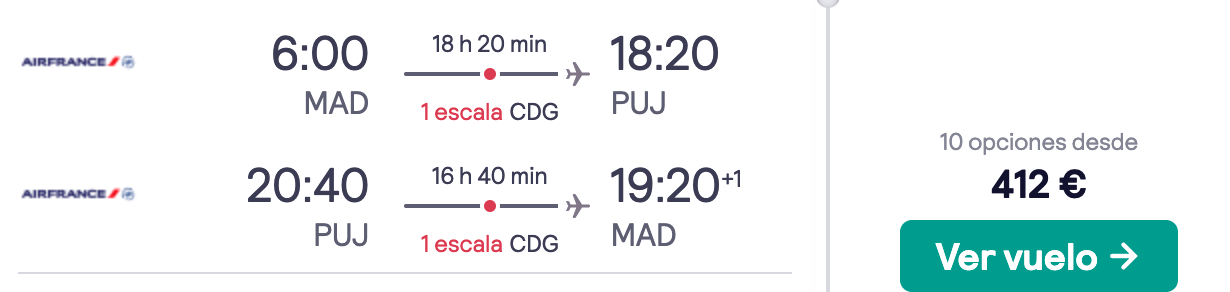 AIRFRANCE
6:00
MAD
18 h 20 min
1 escala CDG
18:20
PUJ
AIRFRANCE
20:40
PUJ
16 h 40 min
1 escala CDG
19:20+1
MAD
10 opciones desde
412 €
Ver vuelo →